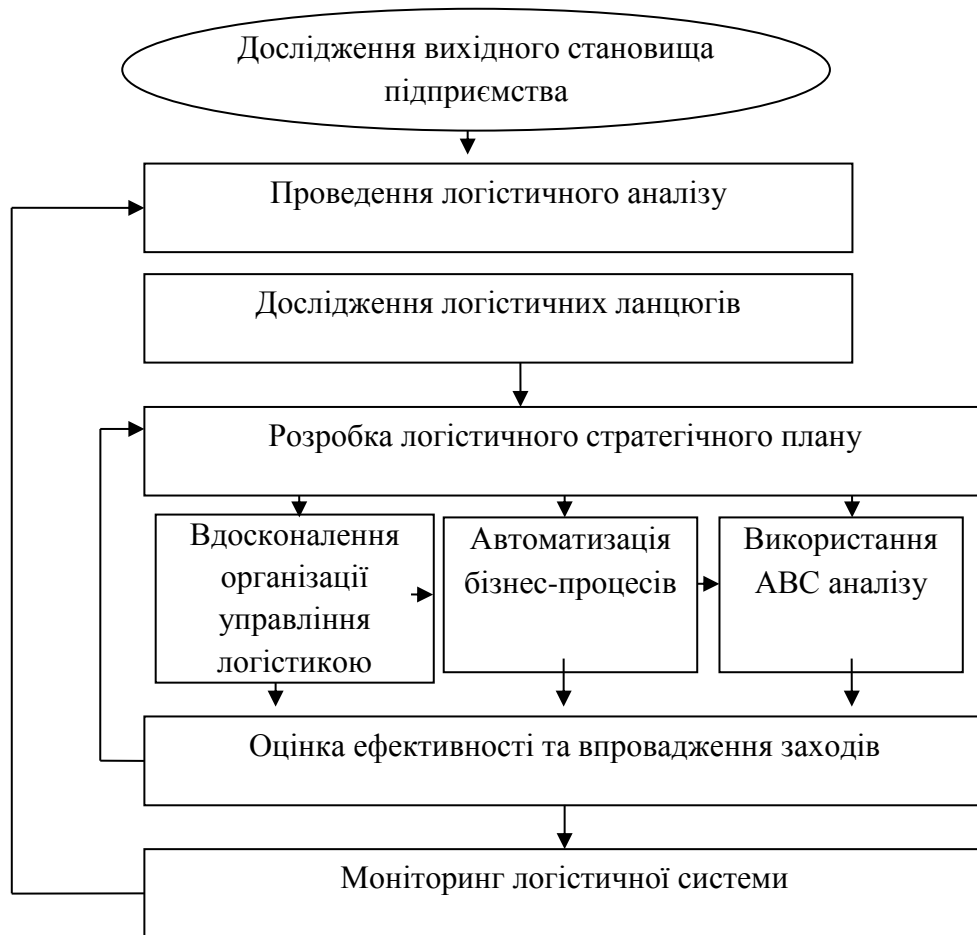 Дослідження вихідного становища
підприємства
Проведення логістичного аналізу
Дослідження логістичних ланцюгів
Розробка логістичного стратегічного плану
Вдосконалення
організації
управління
логістикою
Автоматизація
бізнес-процесів
Використання
АВС аналізу
Оцінка ефективності та впровадження заходів
Моніторинг логістичної системи